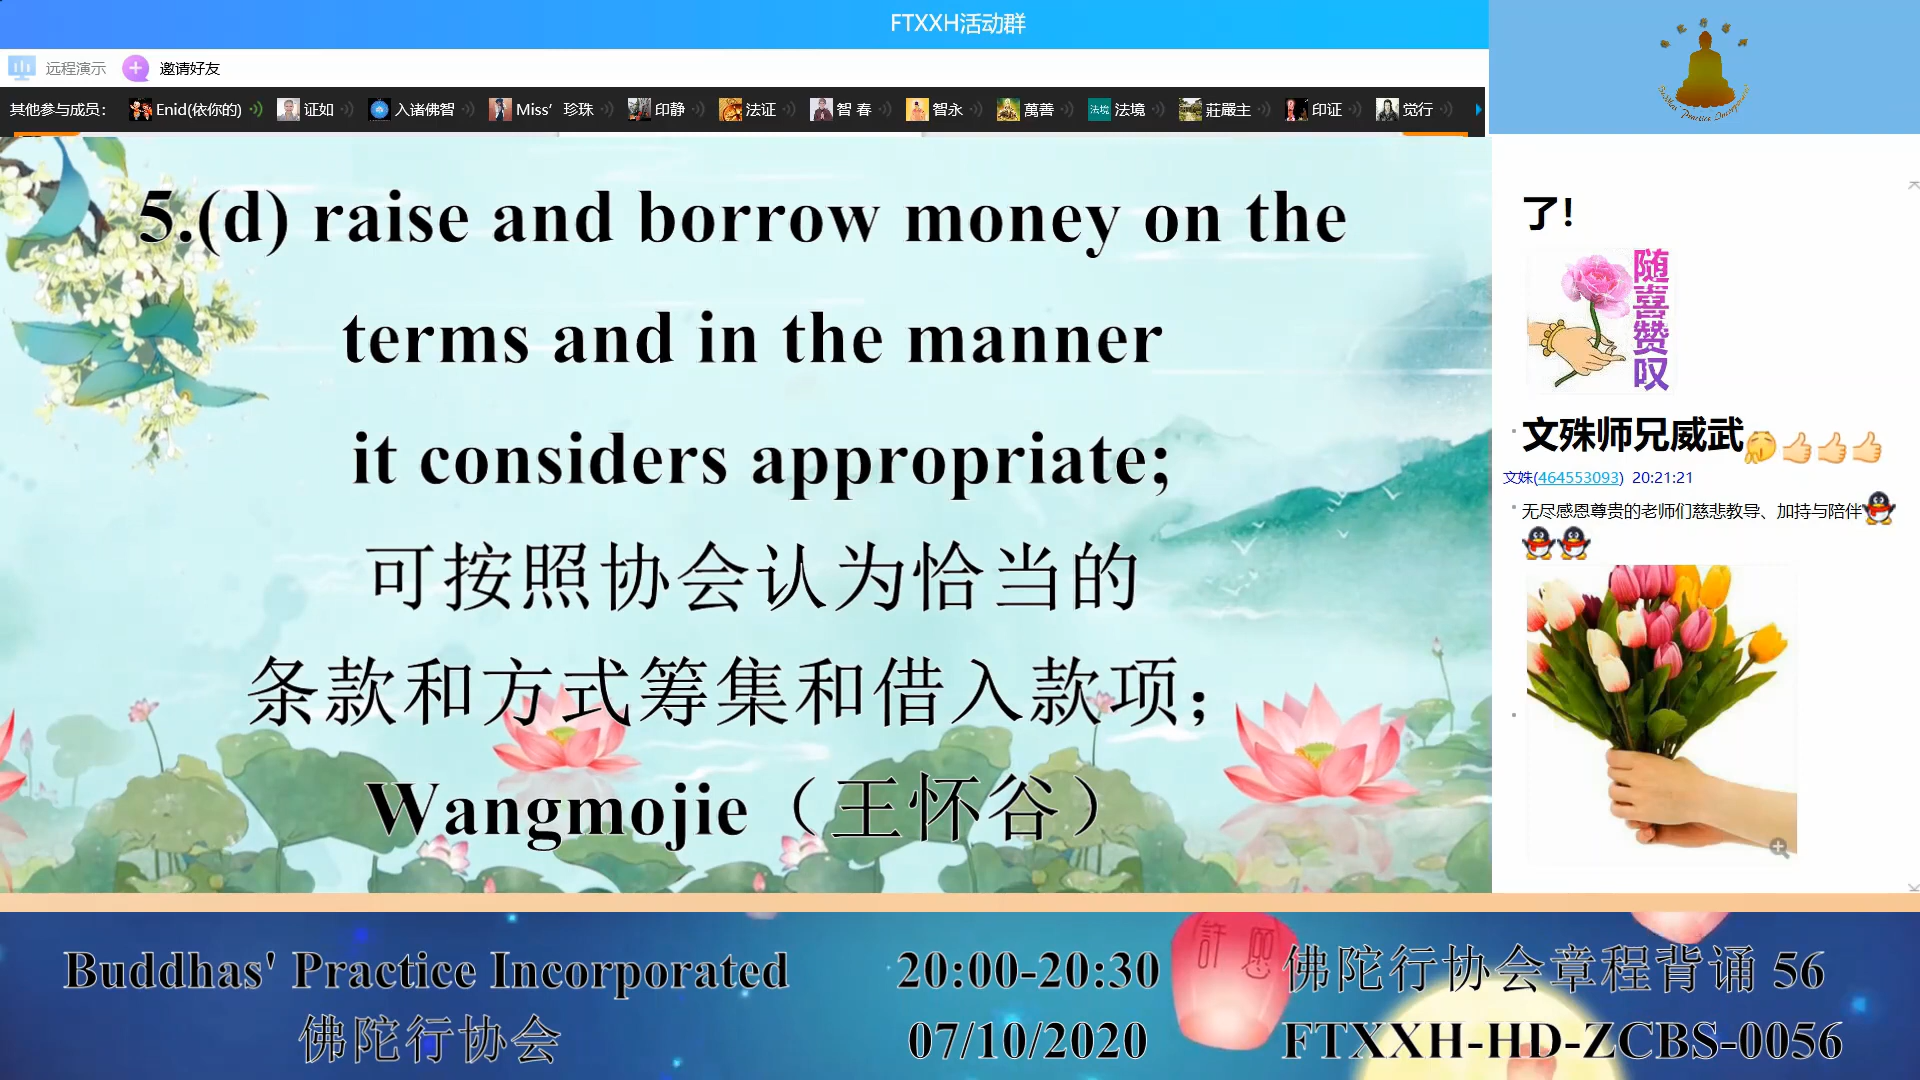 FTXXH活动群
远程演示
邀请好友
其他参与成员：
Enid(依你的)
证如
入诸佛智
Miss’ 珍珠
印静
法证
智 春
智永
萬善
法境
法境
莊嚴主
印证
觉行
5.(d) raise and borrow money on the
terms and in the manner
it considers appropriate;
可按照协会认为恰当的
条款和方式筹集和借入款项；
Wangmojie（王怀谷）
了！
随喜赞叹
文殊师兄威武
文姝(464553093) 20:21:21
无尽感恩尊贵的老师们慈悲教导、加持与陪伴
Buddhas' Practice Incorporated
佛陀行协会
20:00-20:30
07/10/2020
許愿
佛陀行协会章程背诵 56
FTXXH-HD-ZCBS-0056